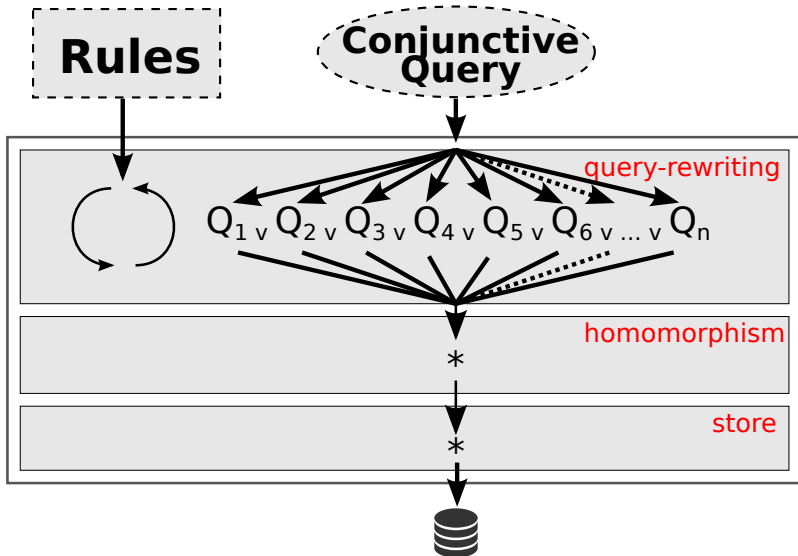 Rules
Conjunctive
Query
query-rewriting
Q1 v Q2 v Q3 v Q4 v Q5 v Q6 v ... v Qn
homomorphism
*
store
*